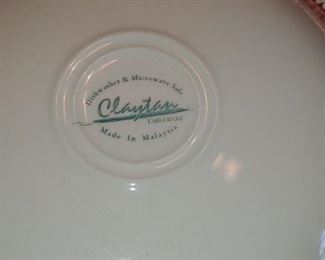 Dishwasher & Microwave Safe
Claytan
TABLEWARE
Made In Malaysia